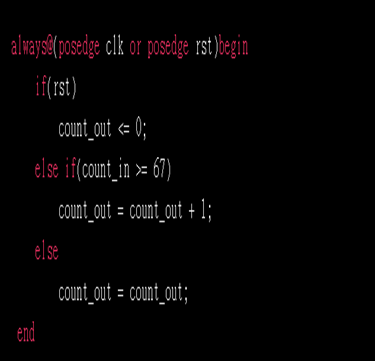 always@(posedge clk or posedge rst)begin
if(rst)
count_out <= 0;
else if(count_in >= 67)
count_out = count_out + 1;
else
count_out = count_out;
end